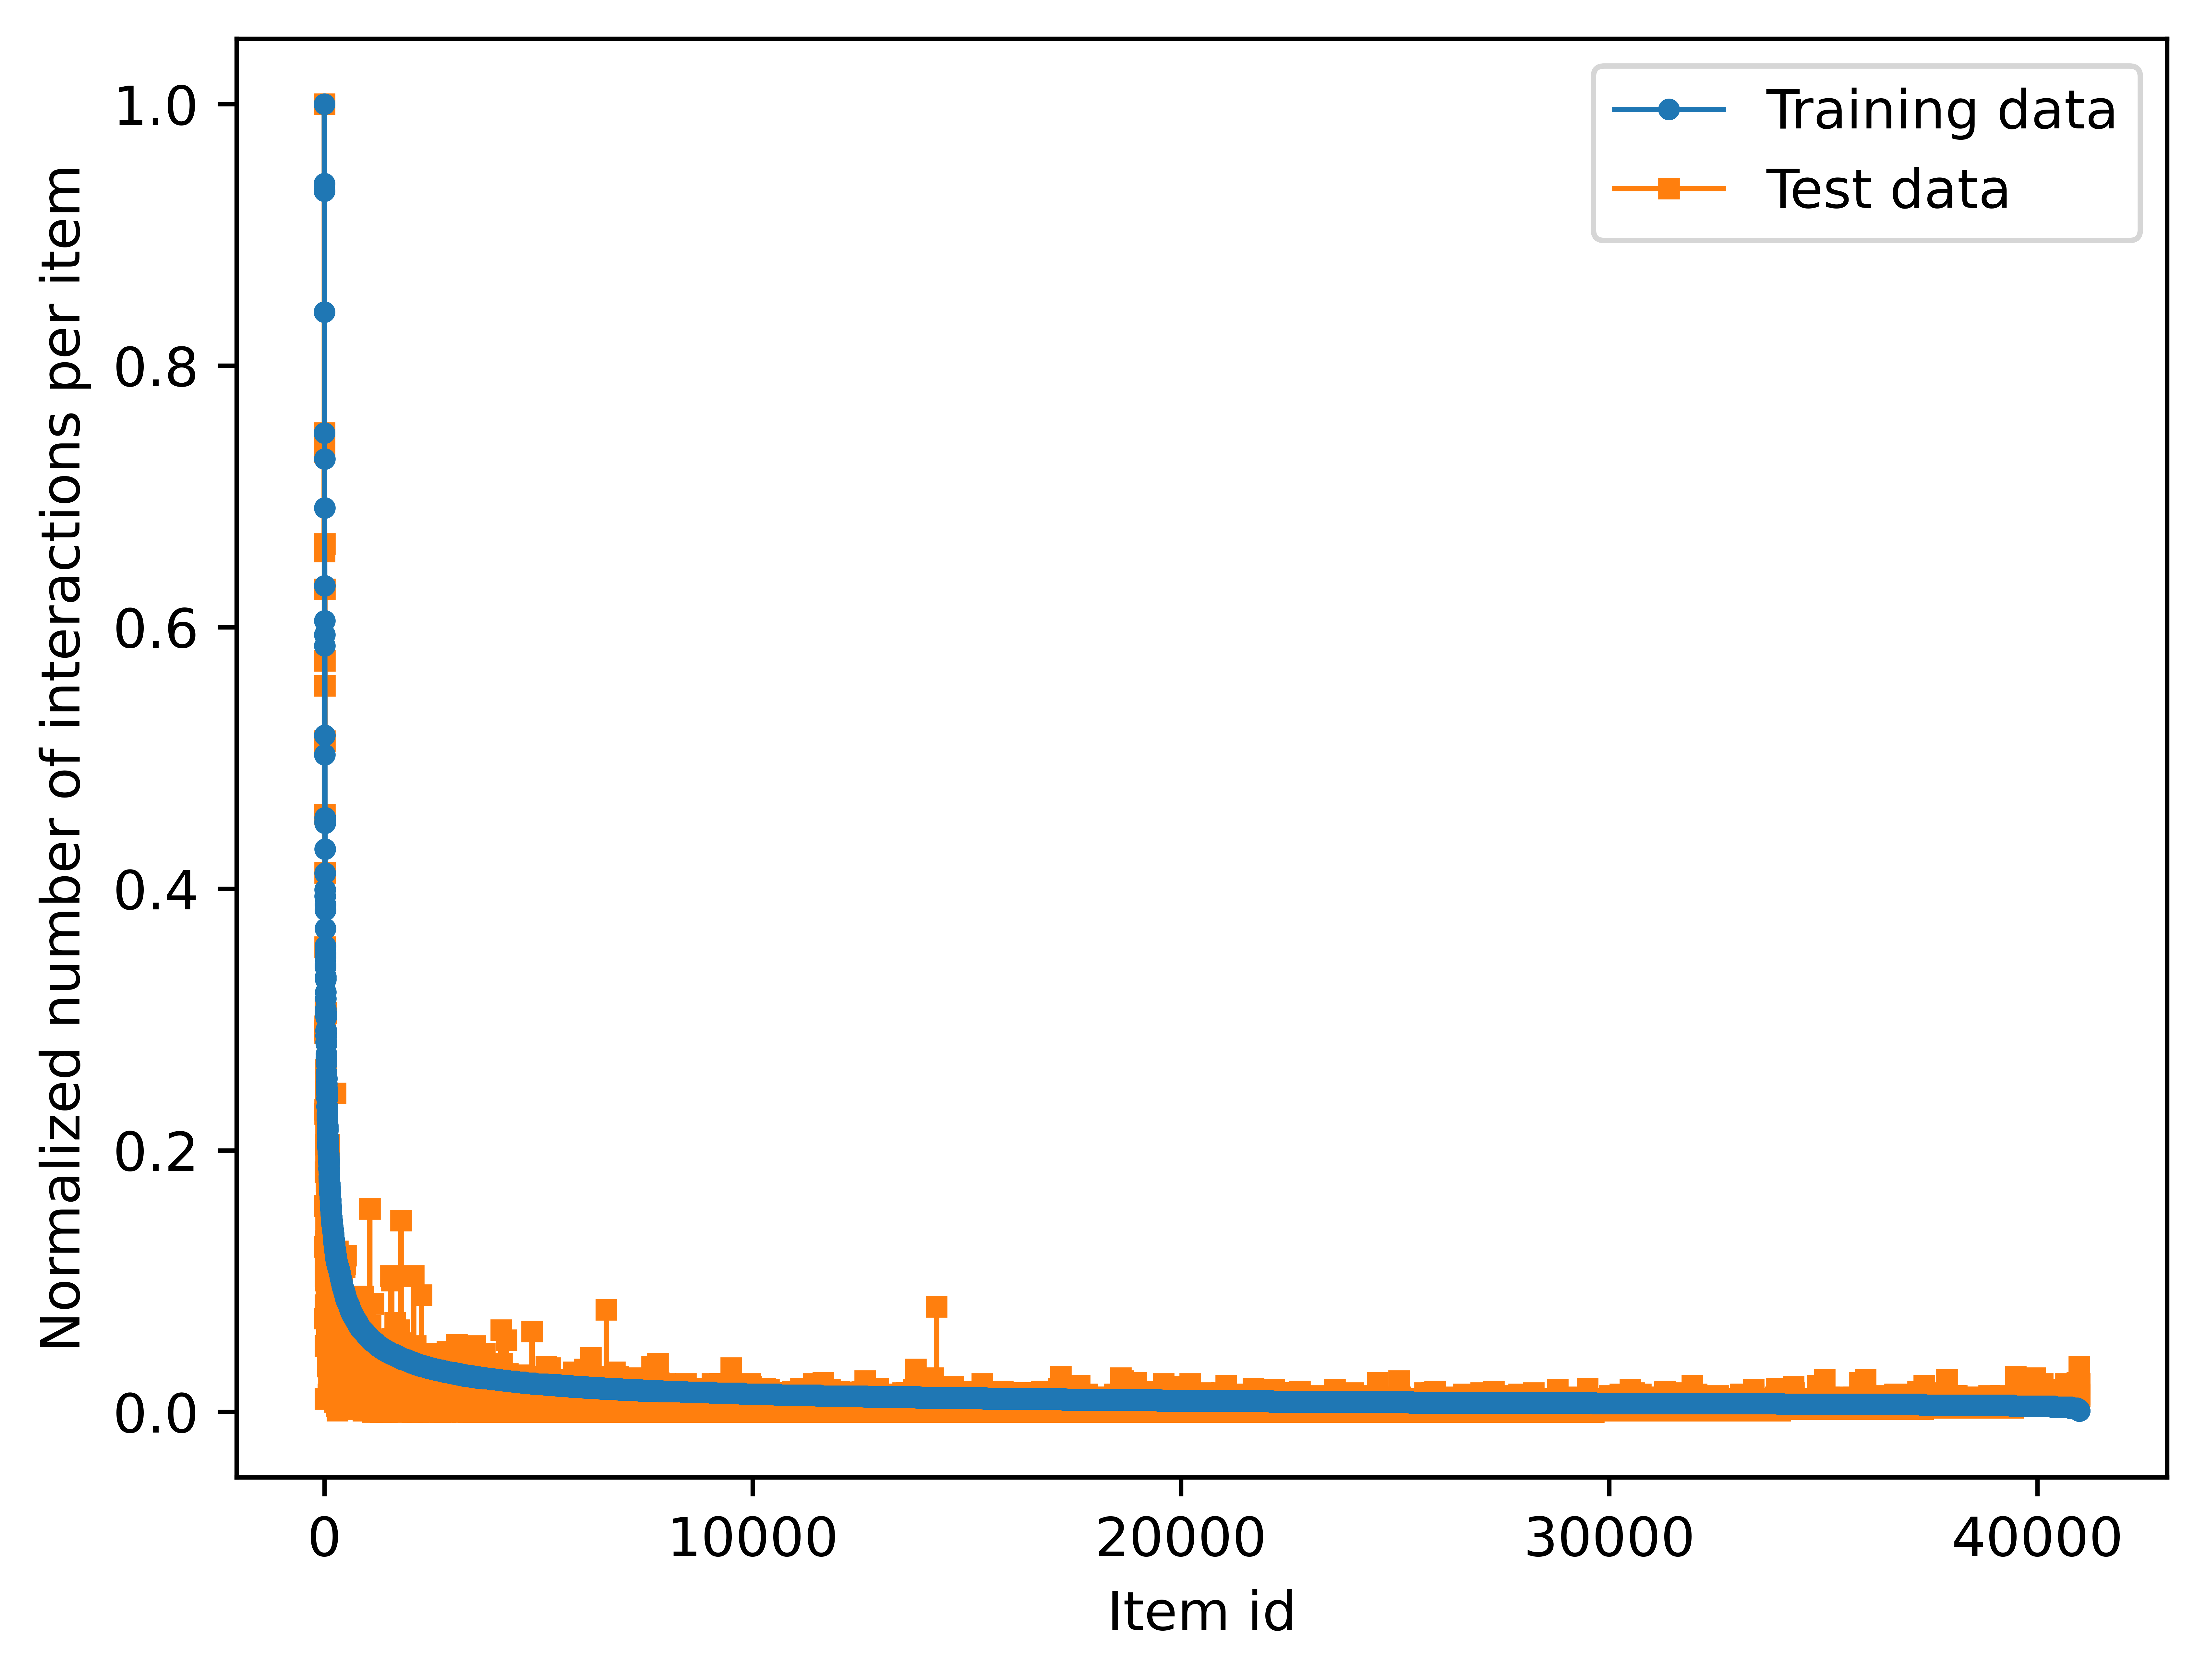 Training data
Test data
Normalized number of interactions per item
1.0
0.8
0.6
0.4
0.2
0.0
0 10000 20000 30000 40000
Item id